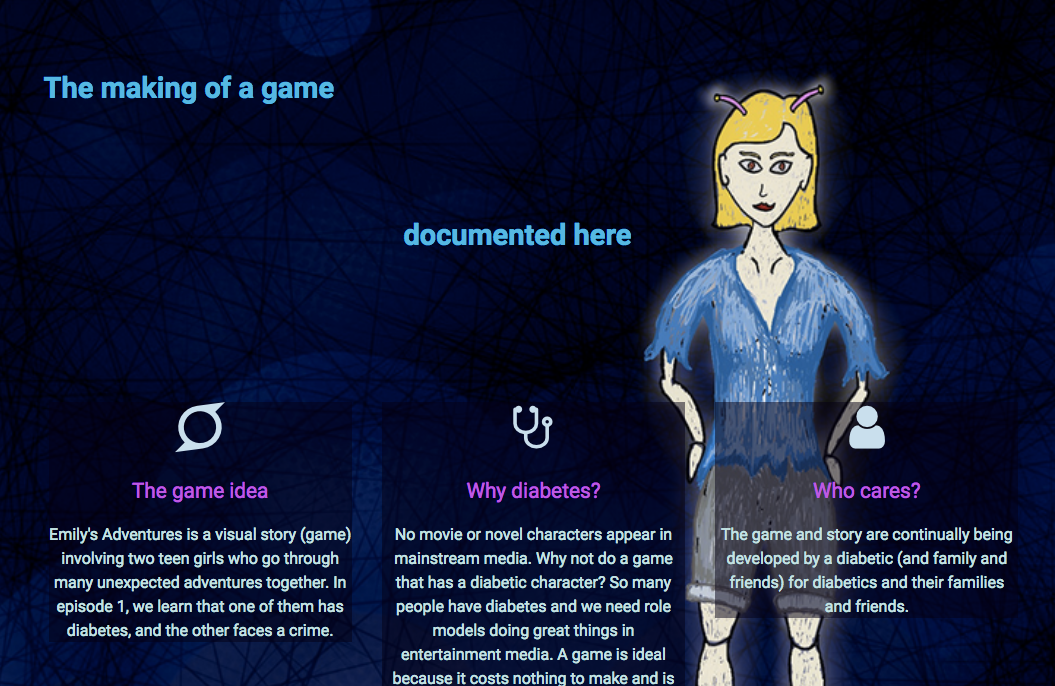 The making of a game
documented here
The game idea
Emily's Adventures is a visual story (game)
involving two teen girls who go through
many unexpected adventures together. In
episode 1, we learn that one of them has
diabetes, and the other faces a crime.
Why diabetes?
No movie or novel characters appear in
mainstream media. Why not do a game
that has a diabetic character? So many
people have diabetes and we need role
models doing great things in
entertainment media. A game is ideal
because it costs nothing to make and is
Who cares?
The game and story are continually being
developed by a diabetic (and family and
friends) for diabetics and their families
and friends.